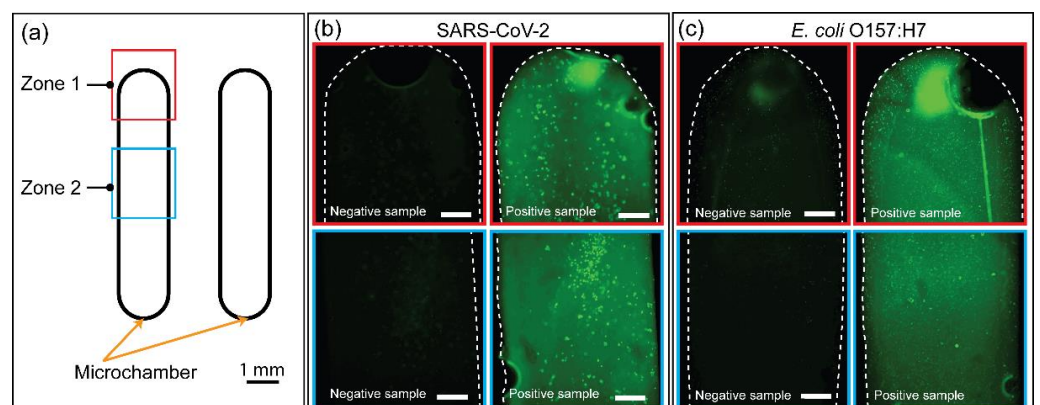 (a)
Zone 1
Zone 2
Microchamber
1 mm
(b)
SARS-CoV-2
Negative sample
Positive sample
Negative sample
Positive sample
(c)
E. coli O157:H7
Negative sample
Positive sample
Negative sample
Positive sample